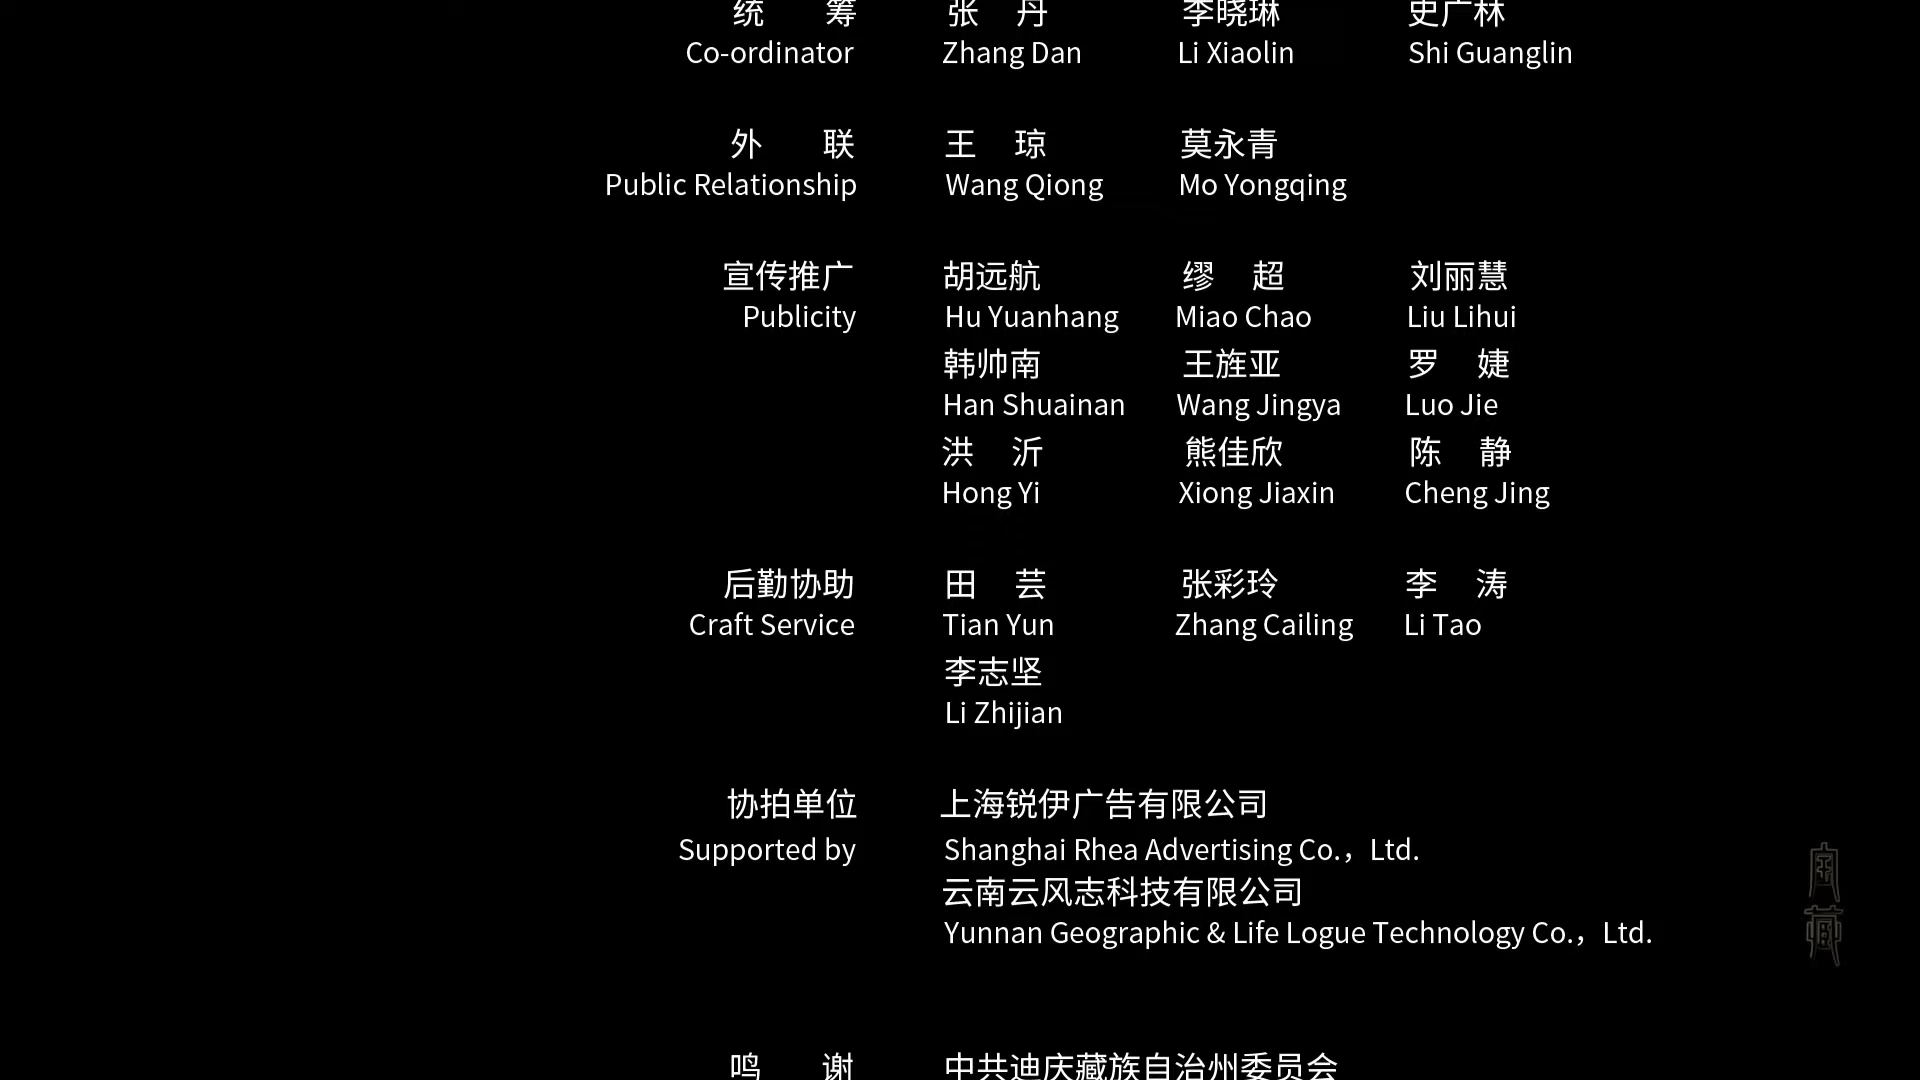 统 筹 张 丹 李晓琳 史广林
Co-ordinator Zhang Dan Li Xiaolin Shi Guanglin
外 联 王 琼 莫永青
Public Relationship Wang Qiong Mo Yongqing
宣传推广 胡远航 缪 超 刘丽慧
Publicity Hu Yuanhang Miao Chao Liu Lihui
韩帅南 王旌亚 罗 婕
Han Shuainan Wang Jingya Luo Jie
洪 沂 熊佳欣 陈 静
Hong Yi Xiong Jiaxin Cheng Jing
后勤协助 田 芸 张彩玲 李 涛
Craft Service Tian Yun Zhang Cailing Li Tao
李志坚
Li Zhijian
协拍单位 上海锐伊广告有限公司
Supported by Shanghai Rhea Advertising Co.，Ltd.
云南云风志科技有限公司
Yunnan Geographic & Life Logue Technology Co.，Ltd.
鸣 谢 中共迪庆藏族自治州委员会